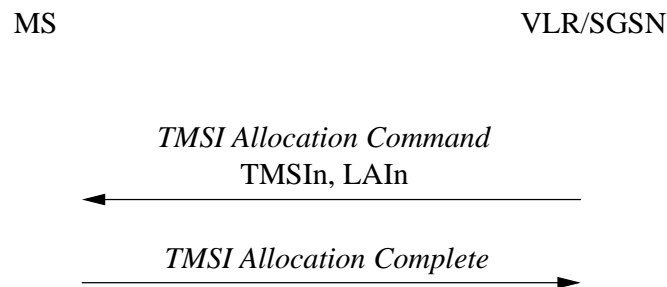 MS VLR/SGSN
TMSI Allocation Command
TMSIn, LAIn
TMSI Allocation Complete